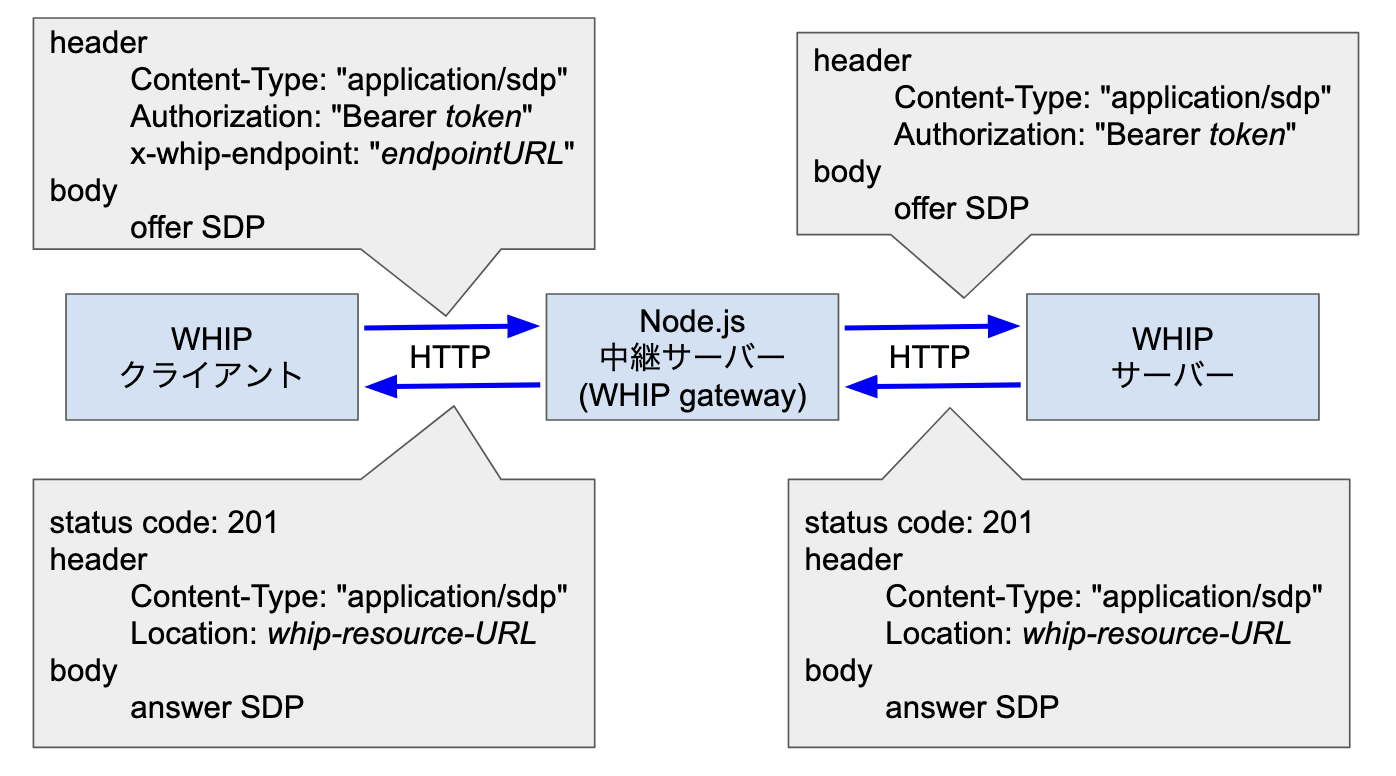 header
Content-Type: "application/sdp"
Authorization: "Bearer token"
x-whip-endpoint: "endpointURL"
body
offer SDP
header
Content-Type: "application/sdp"
Authorization: "Bearer token"
body
offer SDP
WHIP
クライアント
HTTP
Node.js
中継サーバー
(WHIP gateway)
HTTP
WHIP
サーバー
status code: 201
header
Content-Type: "application/sdp"
Location: whip-resource-URL
body
answer SDP
status code: 201
header
Content-Type: "application/sdp"
Location: whip-resource-URL
body
answer SDP